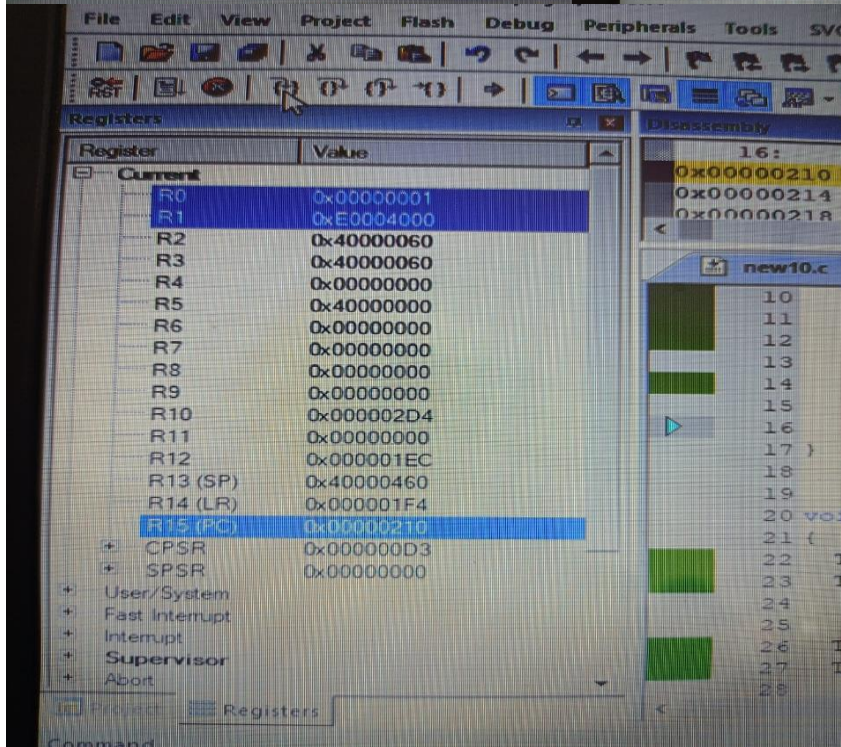 File Edit View Project Flash Debug Peripherals Tools SVC
RST
Registers
Register Value
Current
R0 0x00000001
R1 0xE0004000
R2 0x40000060
R3 0x40000060
R4 0x00000000
R5 0x40000000
R6 0x00000000
R7 0x00000000
R8 0x00000000
R9 0x00000000
R10 0x000002D4
R11 0x00000000
R12 0x000001EC
R13 (SP) 0x40000460
R14 (LR) 0x000001F4
R15 (PC) 0x00000210
CPSR 0x000000D3
SPSR 0x00000000
User/System
Fast Interrupt
Interrupt
Supervisor
Abort
Project Registers
Command
Disassembly
16:
0x00000210
0x00000214
0x00000218
new10.c
10
11
12
13
14
15
16
17 }
18
19
20 voi
21 {
22 T
23 T
24
25
26 T
27 T
28